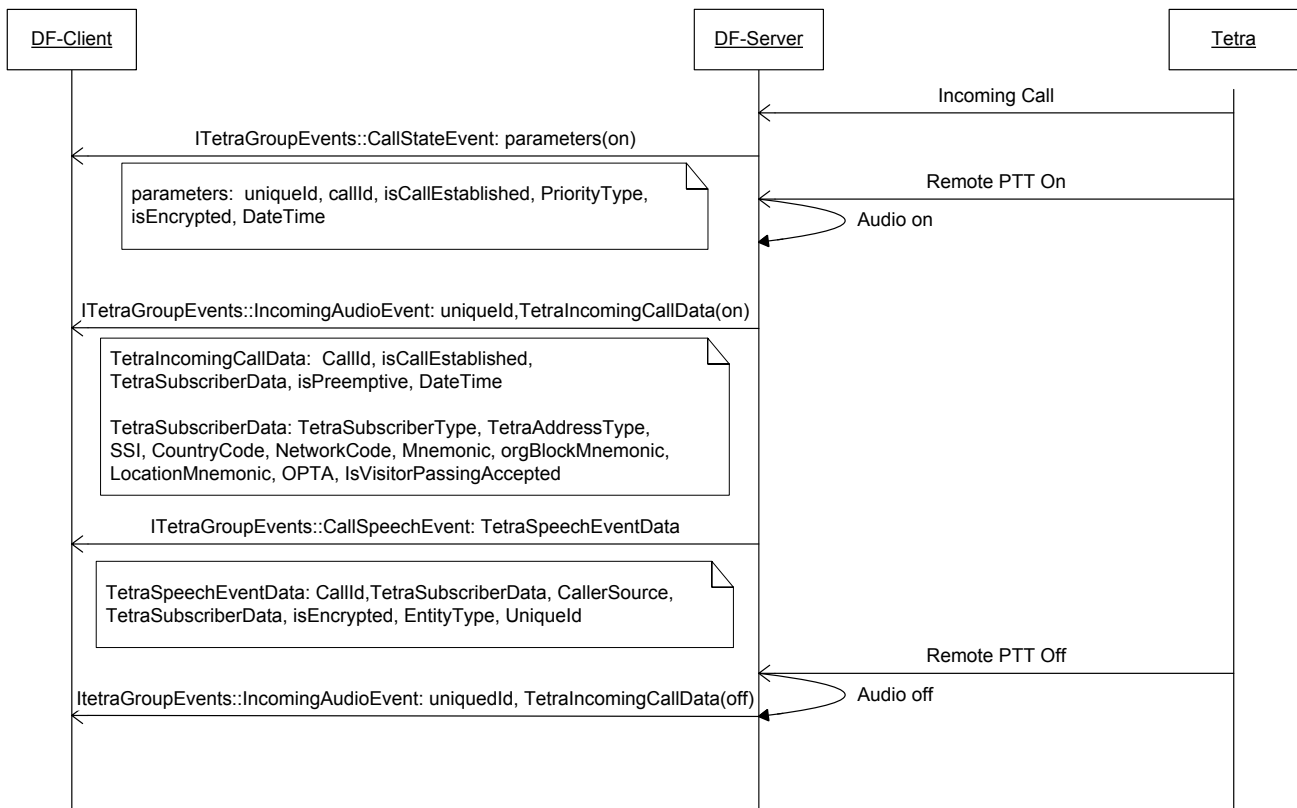 DF-Client
DF-Server
Tetra
Incoming Call
ITetraGroupEvents::CallStateEvent: parameters(on)
parameters:  uniqueId, callId, isCallEstablished, PriorityType,
isEncrypted, DateTime
Remote PTT On
Audio on
ITetraGroupEvents::IncomingAudioEvent: uniqueId,TetraIncomingCallData(on)
TetraIncomingCallData:  CallId, isCallEstablished,
TetraSubscriberData, isPreemptive, DateTime
TetraSubscriberData: TetraSubscriberType, TetraAddressType,
SSI, CountryCode, NetworkCode, Mnemonic, orgBlockMnemonic,
LocationMnemonic, OPTA, IsVisitorPassingAccepted
ITetraGroupEvents::CallSpeechEvent: TetraSpeechEventData
TetraSpeechEventData: CallId,TetraSubscriberData, CallerSource,
TetraSubscriberData, isEncrypted, EntityType, UniqueId
Remote PTT Off
Audio off
ItetraGroupEvents::IncomingAudioEvent: uniquedId, TetraIncomingCallData(off)